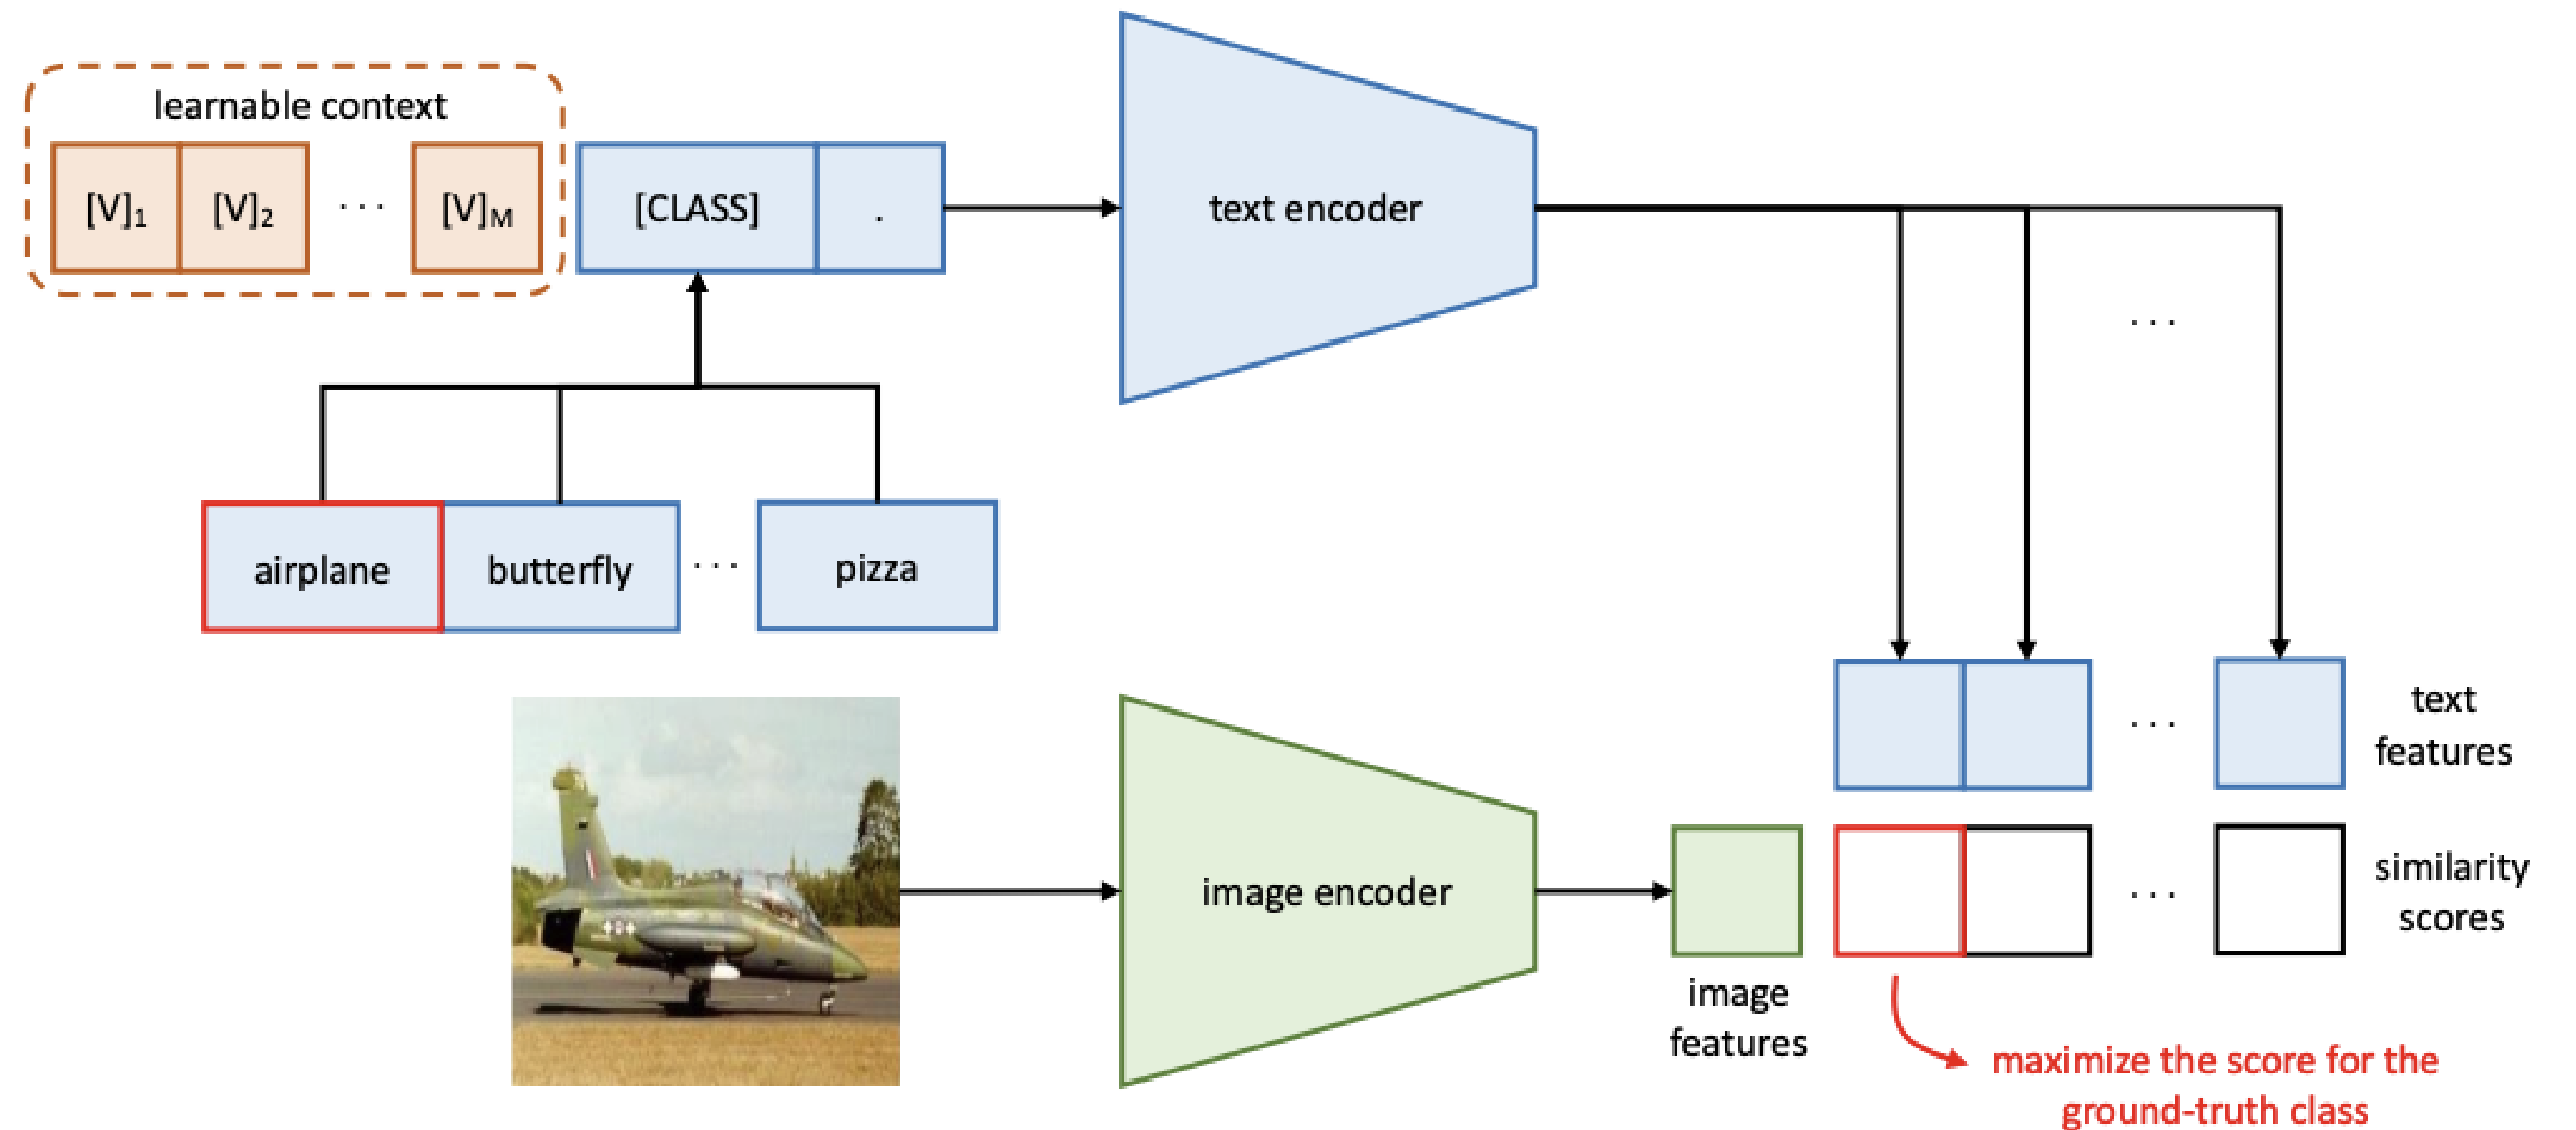 learnable context
[V]₁ [V]₂ ··· [V]M [CLASS] .
text encoder
···
airplane butterfly ··· pizza
text
features
···
image encoder
similarity
scores
···
image
features
maximize the score for the
ground-truth class